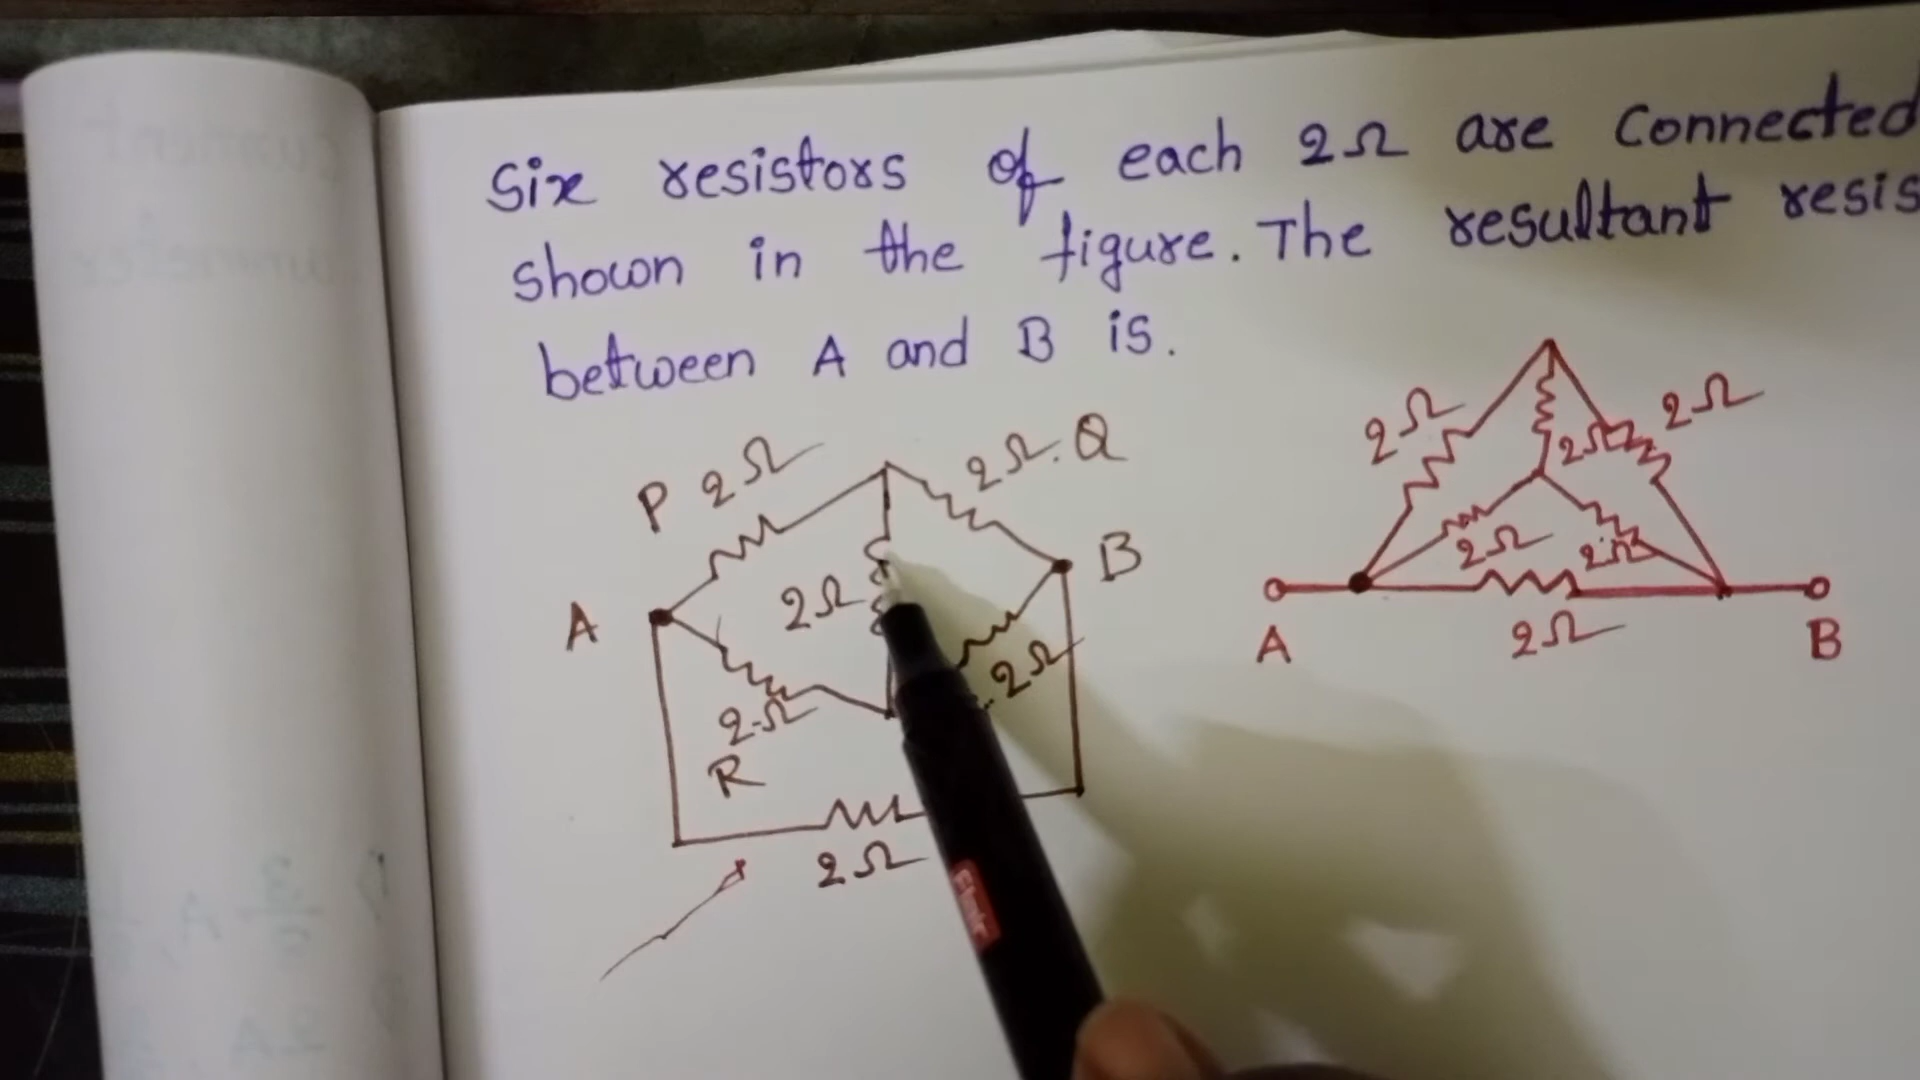 Six resistors of each 2Ω are connected
shown in the figure. The resultant resis
between A and B is.
P 2Ω
2Ω. Q
A
2Ω
B
2Ω
2Ω
R
2Ω
2Ω
2Ω
2Ω
2Ω
2Ω
2Ω
A
B